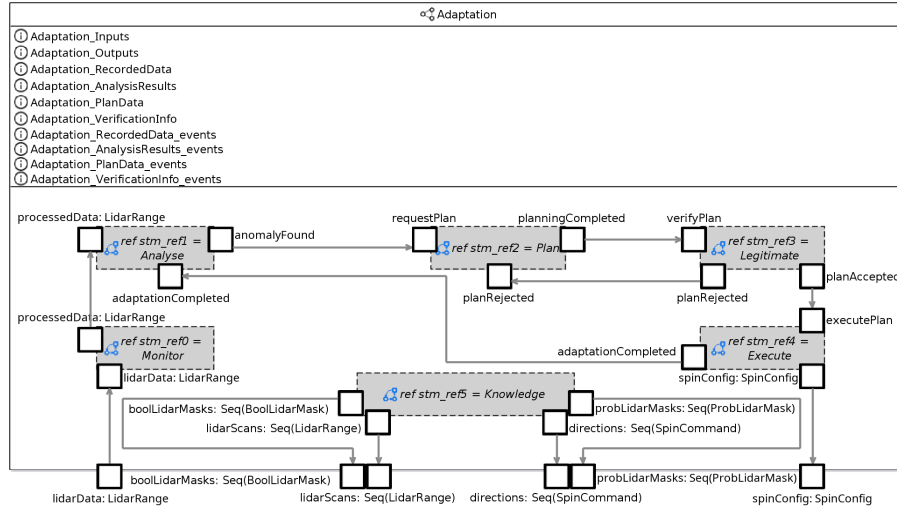 Adaptation
Adaptation_Inputs
Adaptation_Outputs
Adaptation_RecordedData
Adaptation_AnalysisResults
Adaptation_PlanData
Adaptation_VerificationInfo
Adaptation_RecordedData_events
Adaptation_AnalysisResults_events
Adaptation_PlanData_events
Adaptation_VerificationInfo_events
processedData: LidarRange
requestPlan
planningCompleted
verifyPlan
anomalyFound
ref stm_ref1 =
Analyse
ref stm_ref2 = Plan
ref stm_ref3 =
Legitimate
planAccepted
adaptationCompleted
planRejected
planRejected
processedData: LidarRange
executePlan
ref stm_ref0 =
Monitor
ref stm_ref4 =
Execute
adaptationCompleted
lidarData: LidarRange
spinConfig: SpinConfig
ref stm_ref5 = Knowledge
boolLidarMasks: Seq(BoolLidarMask)
probLidarMasks: Seq(ProbLidarMask)
lidarScans: Seq(LidarRange)
directions: Seq(SpinCommand)
boolLidarMasks: Seq(BoolLidarMask)
probLidarMasks: Seq(ProbLidarMask)
lidarData: LidarRange
lidarScans: Seq(LidarRange)
directions: Seq(SpinCommand)
spinConfig: SpinConfig